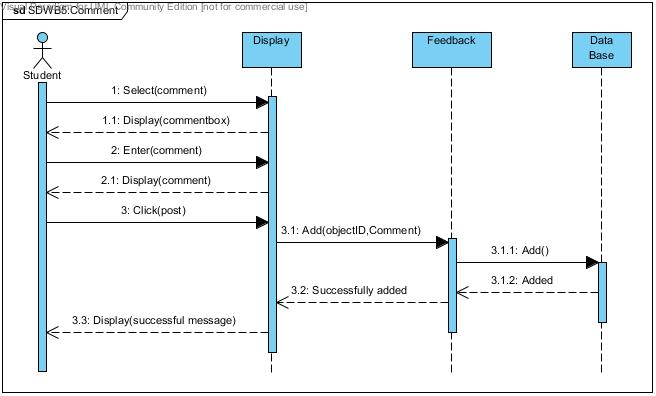 Visual Paradigm for UML Community Edition [not for commercial use]
sd SDWB5:Comment
Student
Display
Feedback
Data
Base
1: Select(comment)
1.1: Display(commentbox)
2: Enter(comment)
2.1: Display(comment)
3: Click(post)
3.1: Add(objectID,Comment)
3.1.1: Add()
3.1.2: Added
3.2: Successfully added
3.3: Display(successful message)